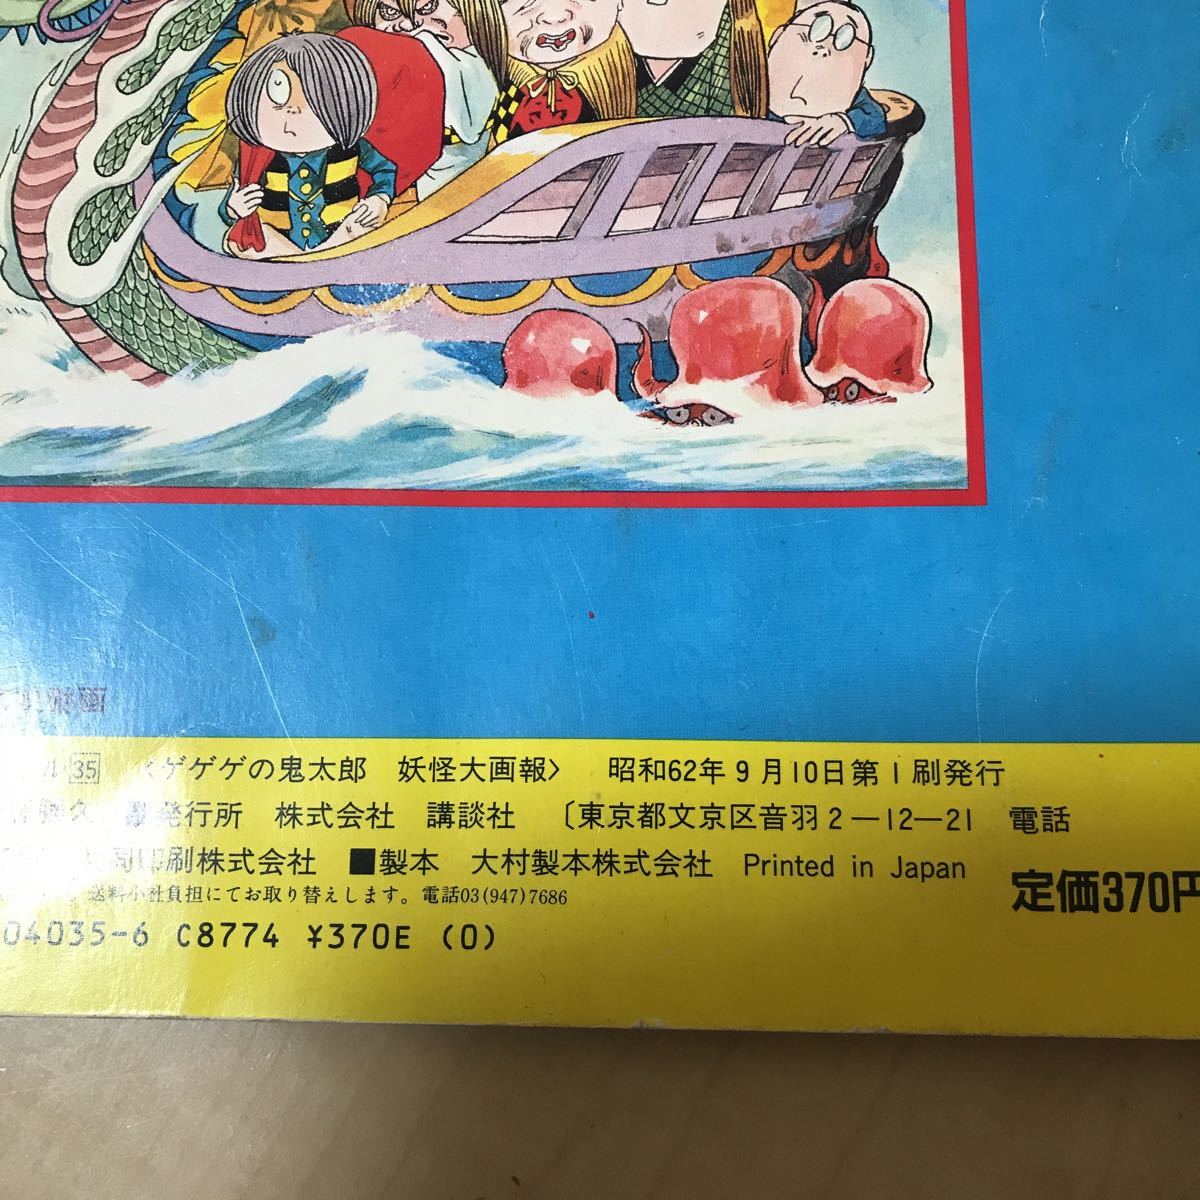 ル35 〈ゲゲゲの鬼太郎 妖怪大画報〉 昭和62年9月10日第1刷発行
久 発行所 株式会社 講談社 〔東京都文京区音羽2―12―21 電話
印刷株式会社 ■製本 大村製本株式会社 Printed in Japan
送料小社負担にてお取り替えします。電話03(947)7686
定価370円
04035-6 C8774 ¥370E (0)